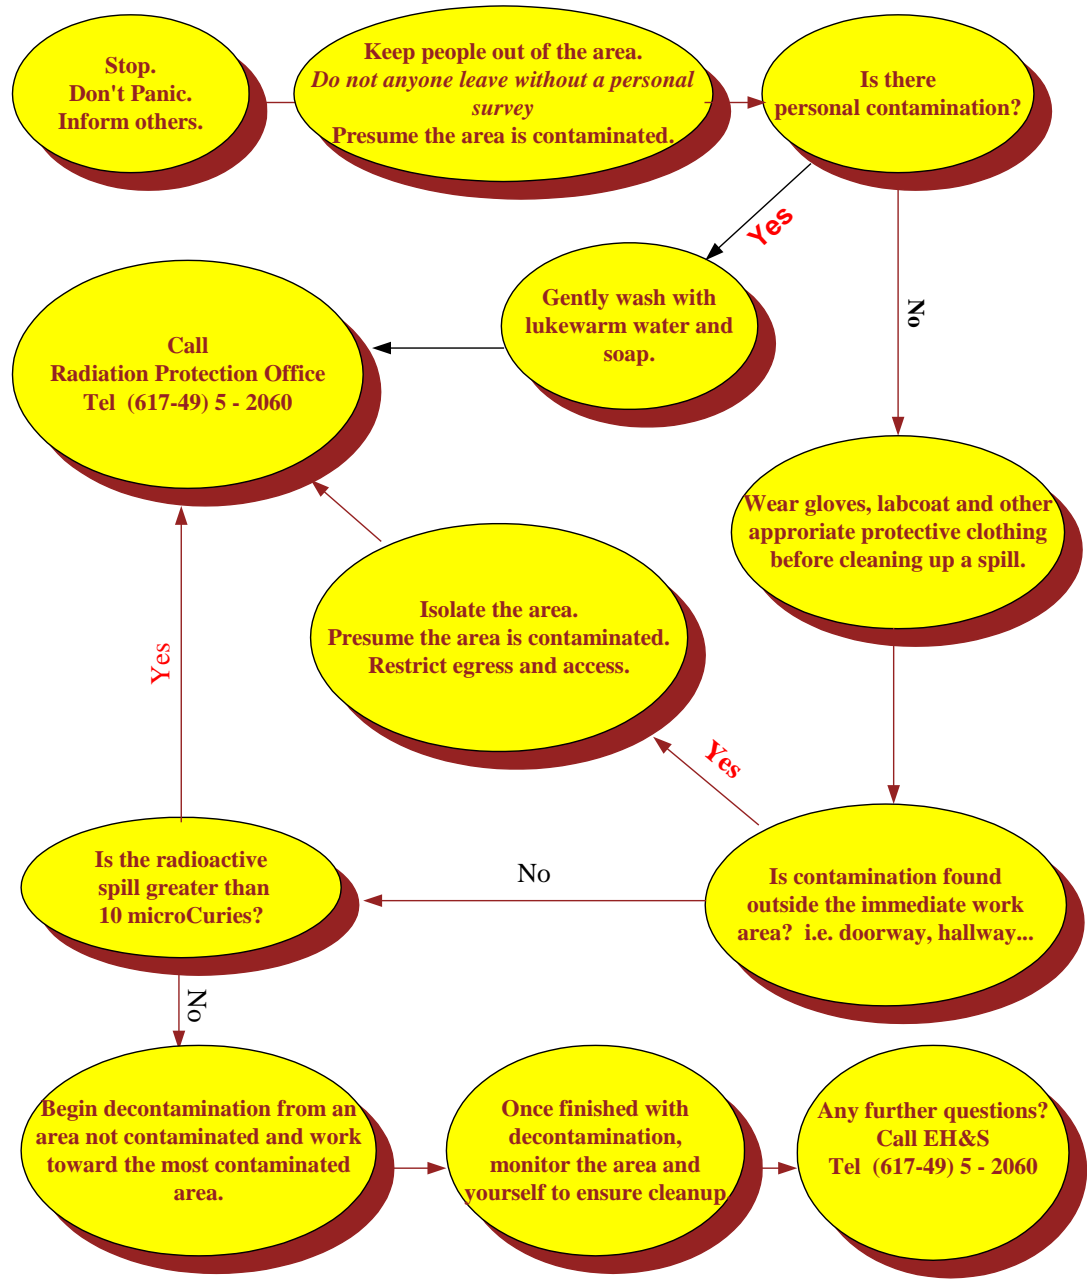 Stop.
Don't Panic.
Inform others.
Keep people out of the area.
Do not anyone leave without a personal
survey
Presume the area is contaminated.
Is there
personal contamination?
Yes
No
Gently wash with
lukewarm water and
soap.
Call
Radiation Protection Office
Tel (617-49) 5 - 2060
Wear gloves, labcoat and other
approriate protective clothing
before cleaning up a spill.
Isolate the area.
Presume the area is contaminated.
Restrict egress and access.
Yes
Yes
Is contamination found
outside the immediate work
area? i.e. doorway, hallway...
No
Is the radioactive
spill greater than
10 microCuries?
No
Begin decontamination from an
area not contaminated and work
toward the most contaminated
area.
Once finished with
decontamination,
monitor the area and
yourself to ensure cleanup
Any further questions?
Call EH&S
Tel (617-49) 5 - 2060